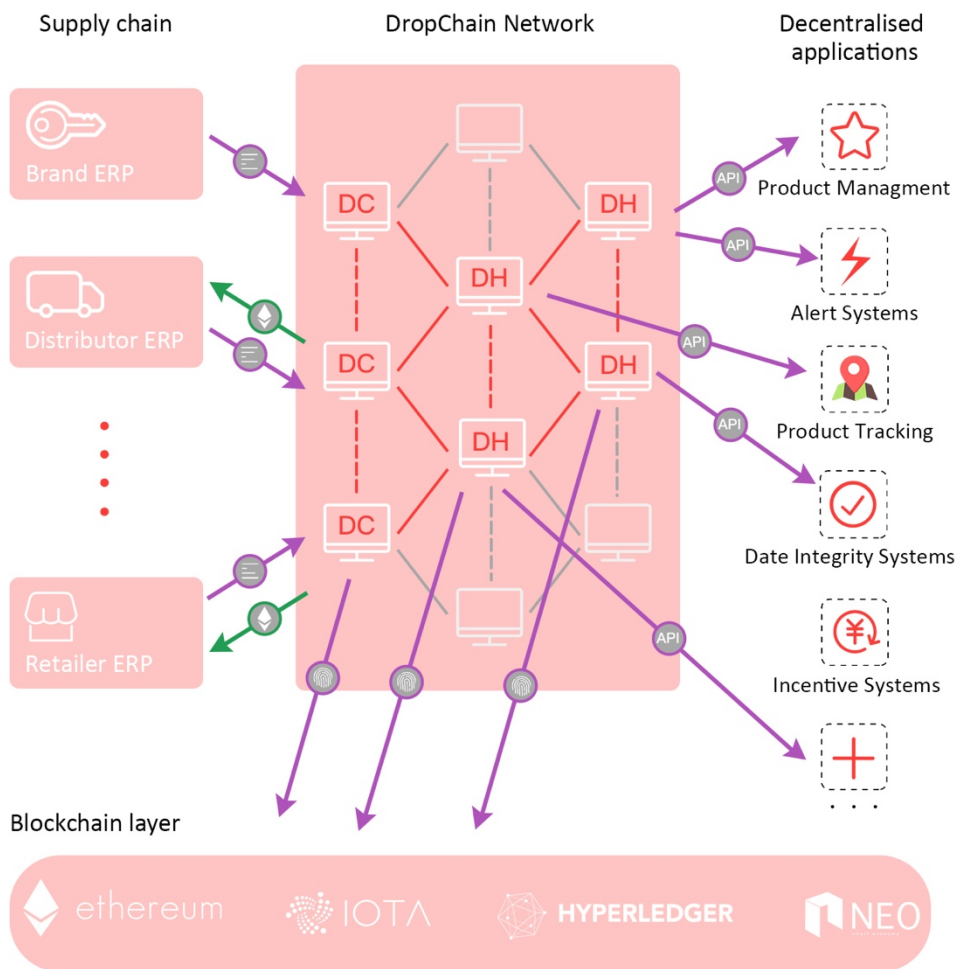 Supply chain
DropChain Network
Decentralised
applications
Brand ERP
DC
DH
API
Product Managment
API
DH
Alert Systems
Distributor ERP
DC
DH
API
Product Tracking
API
DH
DC
Date Integrity Systems
Retailer ERP
API
Incentive Systems
. . .
Blockchain layer
ethereum
IOTA
HYPERLEDGER
NEO